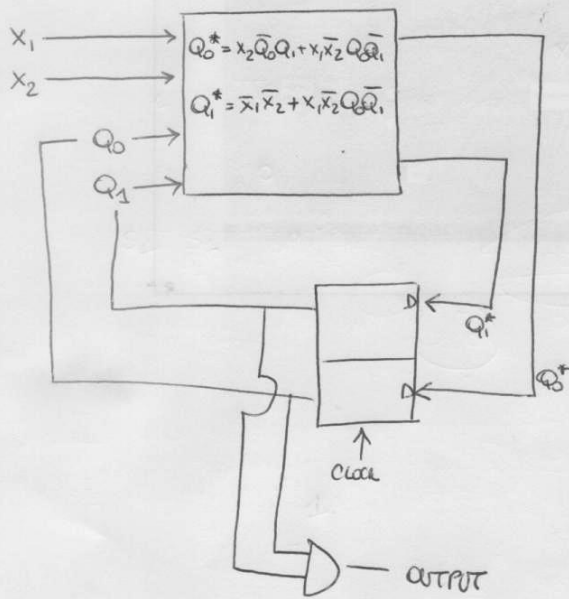 X₁
Q₀* = x₂Q̅₀Q₁ + x₁x̅₂Q₀Q̅₁
X₂
Q₁* = x̅₁x̅₂ + x₁x̅₂Q₀Q̅₁
Q₀
Q₁
D
Q₁*
D
Q₀*
CLOCK
OUTPUT